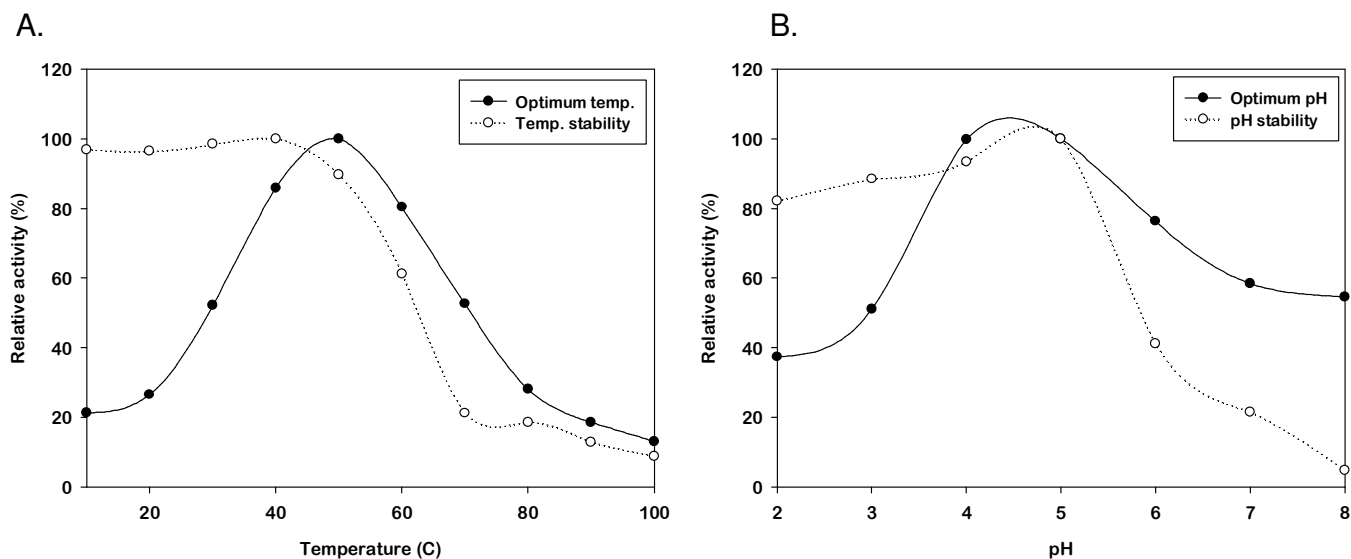 A.
B.
120
100
80
60
40
20
0
Relative activity (%)
20 40 60 80 100
Temperature (C)
Optimum temp.
Temp. stability
120
100
80
60
40
20
0
Relative activity (%)
2 3 4 5 6 7 8
pH
Optimum pH
pH stability